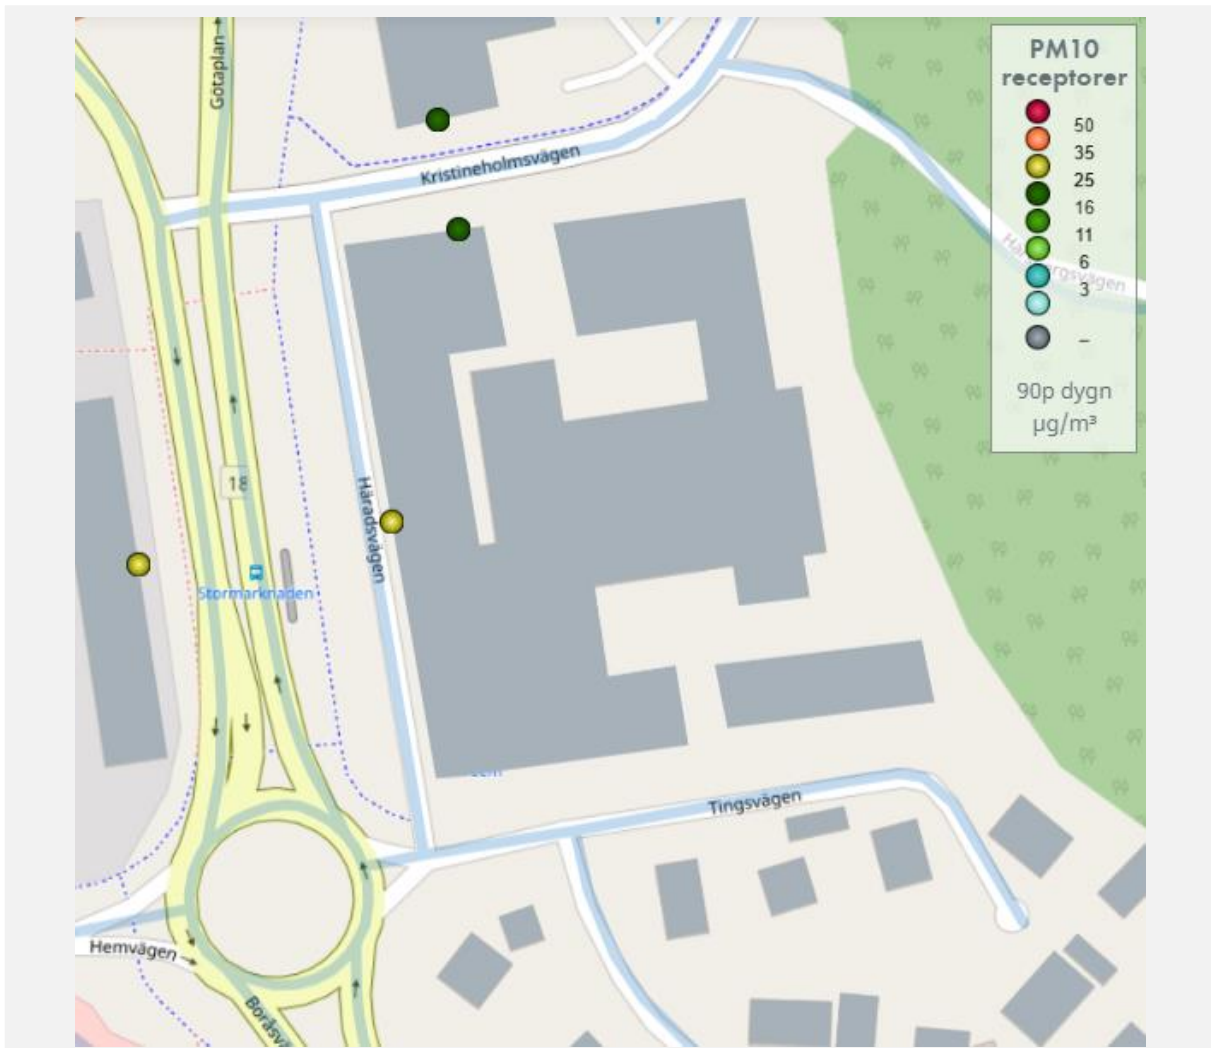 Götaplan
PM10
receptorer
50
35
25
16
11
6
3
–
90p dygn
µg/m³
Kristineholmsvägen
18
Häradsvägen
Stormarknaden
Tingsvägen
Hemvägen